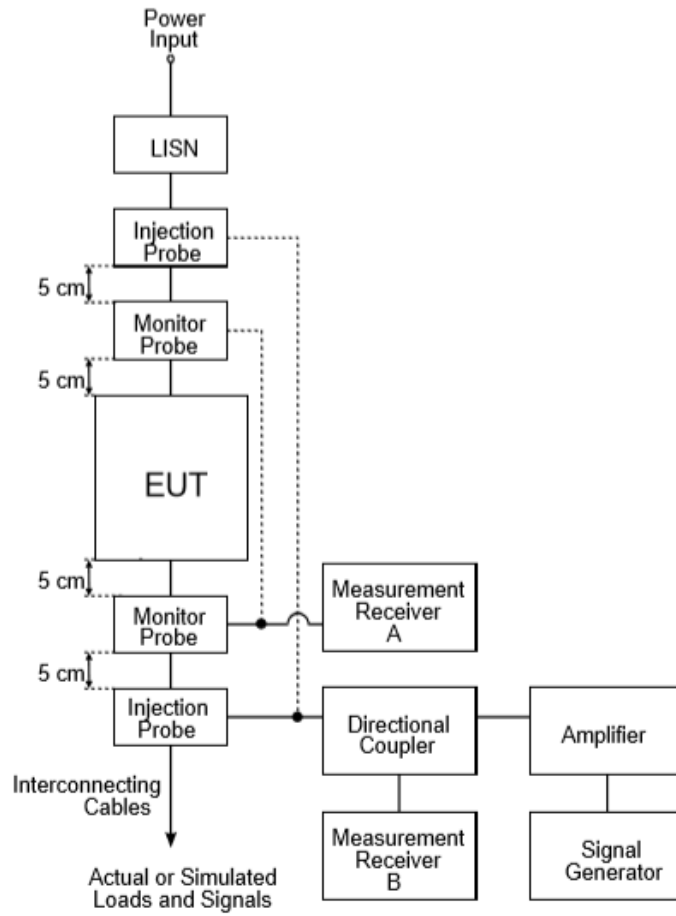 Power
Input
LISN
Injection
Probe
5 cm
Monitor
Probe
5 cm
EUT
5 cm
Monitor
Probe
Measurement
Receiver
A
5 cm
Injection
Probe
Directional
Coupler
Amplifier
Interconnecting
Cables
Measurement
Receiver
B
Signal
Generator
Actual or Simulated
Loads and Signals